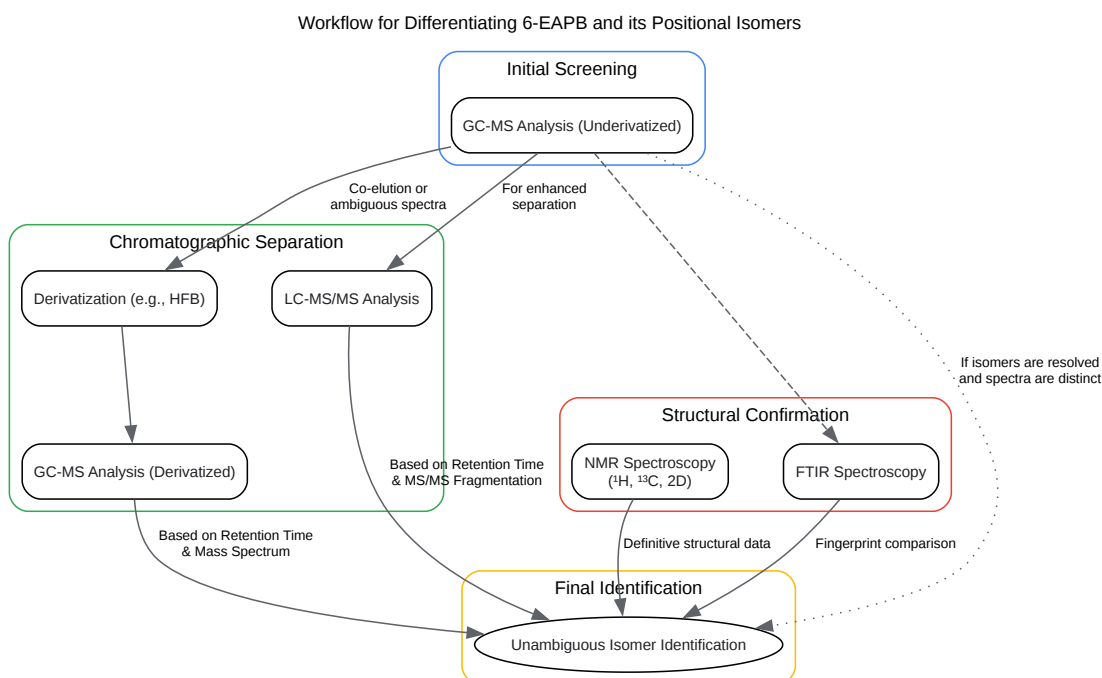 Workflow for Differentiating 6-EAPB and its Positional Isomers
Initial Screening
GC-MS Analysis (Underivatized)
Co-elution or
ambiguous spectra
For enhanced
separation
Chromatographic Separation
Derivatization (e.g., HFB)
LC-MS/MS Analysis
If isomers are resolved
and spectra are distinct
Structural Confirmation
GC-MS Analysis (Derivatized)
Based on Retention Time
& MS/MS Fragmentation
NMR Spectroscopy
(¹H, ¹³C, 2D)
FTIR Spectroscopy
Based on Retention Time
& Mass Spectrum
Definitive structural data
Fingerprint comparison
Final Identification
Unambiguous Isomer Identification